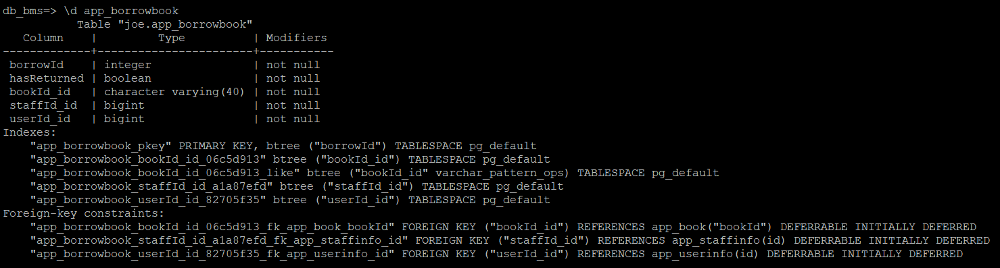 db_bms=> \d app_borrowbook
Table "joe.app_borrowbook"
Column | Type | Modifiers
-------------+-----------------------+-----------
borrowId | integer | not null
hasReturned | boolean | not null
bookId_id | character varying(40) | not null
staffId_id | bigint | not null
userId_id | bigint | not null
Indexes:
"app_borrowbook_pkey" PRIMARY KEY, btree ("borrowId") TABLESPACE pg_default
"app_borrowbook_bookId_id_06c5d913" btree ("bookId_id") TABLESPACE pg_default
"app_borrowbook_bookId_id_06c5d913_like" btree ("bookId_id" varchar_pattern_ops) TABLESPACE pg_default
"app_borrowbook_staffId_id_a1a87efd" btree ("staffId_id") TABLESPACE pg_default
"app_borrowbook_userId_id_82705f35" btree ("userId_id") TABLESPACE pg_default
Foreign-key constraints:
"app_borrowbook_bookId_id_06c5d913_fk_app_book_bookId" FOREIGN KEY ("bookId_id") REFERENCES app_book("bookId") DEFERRABLE INITIALLY DEFERRED
"app_borrowbook_staffId_id_a1a87efd_fk_app_staffinfo_id" FOREIGN KEY ("staffId_id") REFERENCES app_staffinfo(id) DEFERRABLE INITIALLY DEFERRED
"app_borrowbook_userId_id_82705f35_fk_app_userinfo_id" FOREIGN KEY ("userId_id") REFERENCES app_userinfo(id) DEFERRABLE INITIALLY DEFERRED